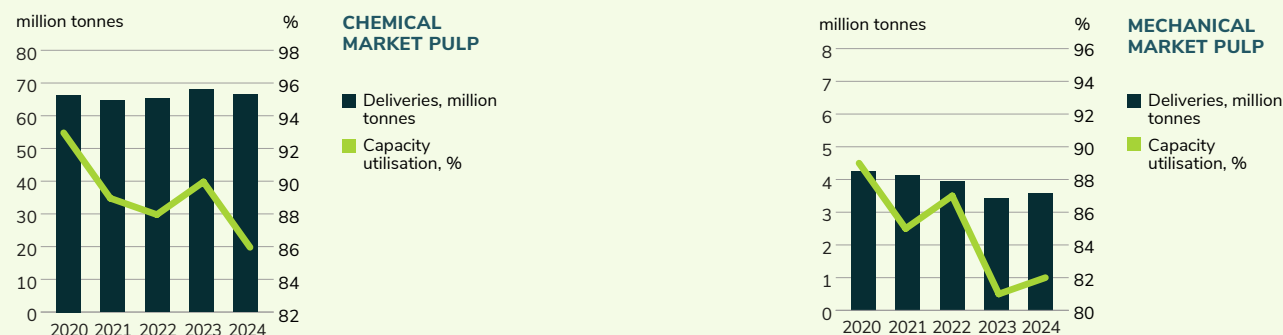 million tonnes %
CHEMICAL
MARKET PULP
80 98
70 96
60 94
50 92
40 90
30 88
20 86
10 84
0 82
2020 2021 2022 2023 2024
Deliveries, million
tonnes
Capacity
utilisation, %
million tonnes %
MECHANICAL
MARKET PULP
8 96
7 94
6 92
5 90
4 88
3 86
2 84
1 82
0 80
2020 2021 2022 2023 2024
Deliveries, million
tonnes
Capacity
utilisation, %